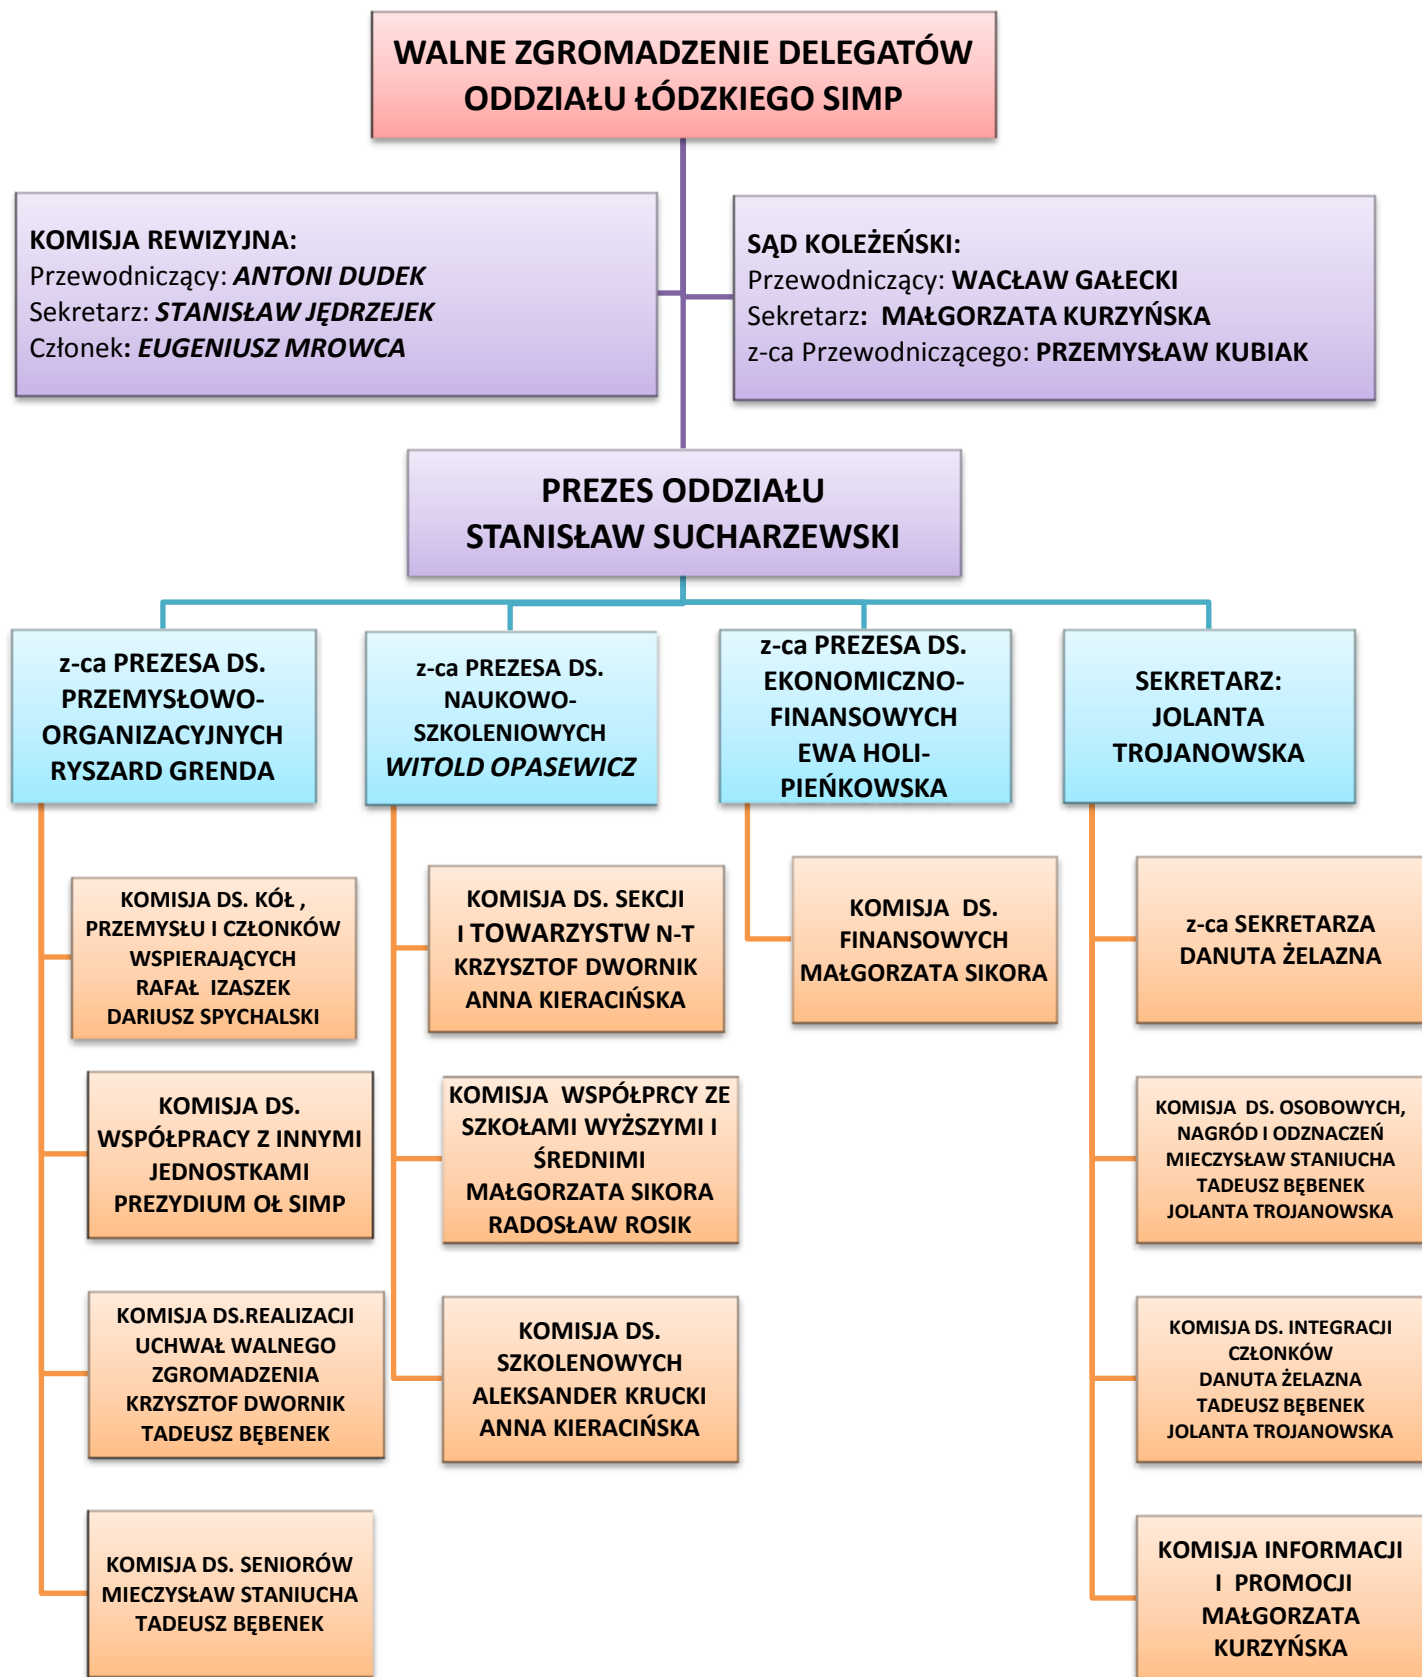 WALNE ZGROMADZENIE DELEGATÓW
ODDZIAŁU ŁÓDZKIEGO SIMP
KOMISJA REWIZYJNA:
Przewodniczący: ANTONI DUDEK
Sekretarz: STANISŁAW JĘDRZEJEK
Członek: EUGENIUSZ MROWCA
SĄD KOLEŻEŃSKI:
Przewodniczący: WACŁAW GAŁECKI
Sekretarz: MAŁGORZATA KURZYŃSKA
z-ca Przewodniczącego: PRZEMYSŁAW KUBIAK
PREZES ODDZIAŁU
STANISŁAW SUCHARZEWSKI
z-ca PREZESA DS.
PRZEMYSŁOWO-
ORGANIZACYJNYCH
RYSZARD GRENDA
z-ca PREZESA DS.
NAUKOWO-
SZKOLENIOWYCH
WITOLD OPASEWICZ
z-ca PREZESA DS.
EKONOMICZNO-
FINANSOWYCH
EWA HOLI-
PIEŃKOWSKA
SEKRETARZ:
JOLANTA
TROJANOWSKA
KOMISJA DS. KÓŁ ,
PRZEMYSŁU I CZŁONKÓW
WSPIERAJĄCYCH
RAFAŁ IZASZEK
DARIUSZ SPYCHALSKI
KOMISJA DS.
WSPÓŁPRACY Z INNYMI
JEDNOSTKAMI
PREZYDIUM OŁ SIMP
KOMISJA DS.REALIZACJI
UCHWAŁ WALNEGO
ZGROMADZENIA
KRZYSZTOF DWORNIK
TADEUSZ BĘBENEK
KOMISJA DS. SENIORÓW
MIECZYSŁAW STANIUCHA
TADEUSZ BĘBENEK
KOMISJA DS. SEKCJI
I TOWARZYSTW N-T
KRZYSZTOF DWORNIK
ANNA KIERACIŃSKA
KOMISJA WSPÓŁPRCY ZE
SZKOŁAMI WYŻSZYMI I
ŚREDNIMI
MAŁGORZATA SIKORA
RADOSŁAW ROSIK
KOMISJA DS.
SZKOLENOWYCH
ALEKSANDER KRUCKI
ANNA KIERACIŃSKA
KOMISJA DS.
FINANSOWYCH
MAŁGORZATA SIKORA
z-ca SEKRETARZA
DANUTA ŻELAZNA
KOMISJA DS. OSOBOWYCH,
NAGRÓD I ODZNACZEŃ
MIECZYSŁAW STANIUCHA
TADEUSZ BĘBENEK
JOLANTA TROJANOWSKA
KOMISJA DS. INTEGRACJI
CZŁONKÓW
DANUTA ŻELAZNA
TADEUSZ BĘBENEK
JOLANTA TROJANOWSKA
KOMISJA INFORMACJI
I PROMOCJI
MAŁGORZATA
KURZYŃSKA